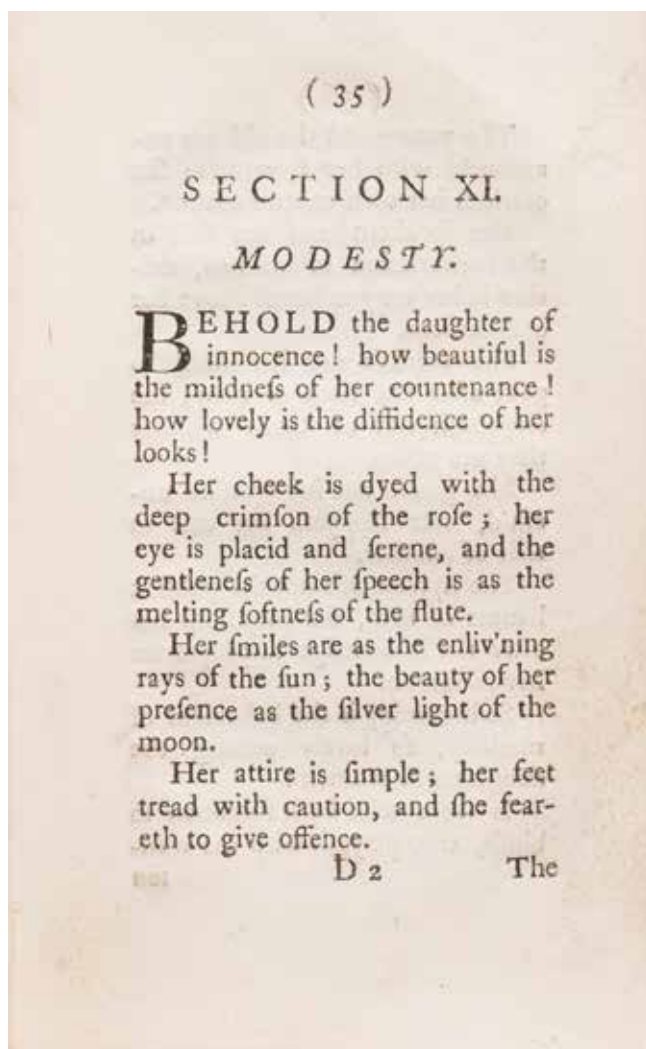 ( 35 )
SECTION XI.
MODESTY.
BEHOLD the daughter of
innocence! how beautiful is
the mildneſs of her countenance!
how lovely is the diffidence of her
looks!
Her cheek is dyed with the
deep crimſon of the roſe; her
eye is placid and ſerene, and the
gentleneſs of her ſpeech is as the
melting ſoftneſs of the flute.
Her ſmiles are as the enliv'ning
rays of the ſun; the beauty of her
preſence as the ſilver light of the
moon.
Her attire is ſimple; her feet
tread with caution, and ſhe fear-
eth to give offence.
D 2 The